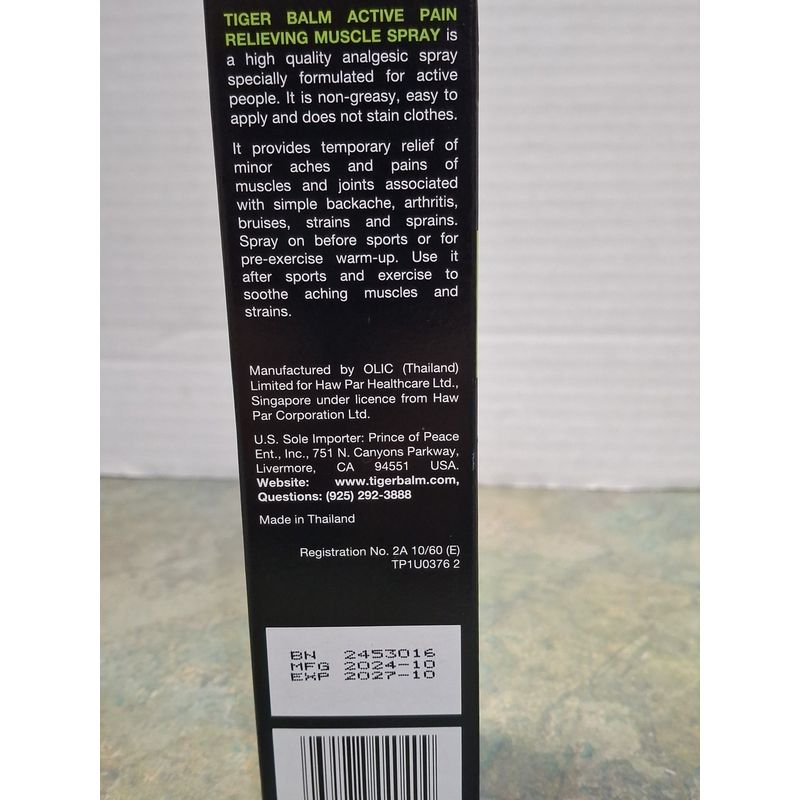 TIGER BALM ACTIVE PAIN
RELIEVING MUSCLE SPRAY is
a high quality analgesic spray
specially formulated for active
people. It is non-greasy, easy to
apply and does not stain clothes.
It provides temporary relief of
minor aches and pains of
muscles and joints associated
with simple backache, arthritis,
bruises, strains and sprains.
Spray on before sports or for
pre-exercise warm-up. Use it
after sports and exercise to
soothe aching muscles and
strains.
Manufactured by OLIC (Thailand)
Limited for Haw Par Healthcare Ltd.,
Singapore under licence from Haw
Par Corporation Ltd.
U.S. Sole Importer: Prince of Peace
Ent., Inc., 751 N. Canyons Parkway,
Livermore, CA 94551 USA.
Website: www.tigerbalm.com,
Questions: (925) 292-3888
Made in Thailand
Registration No. 2A 10/60 (E)
TP1U0376 2
BN 2453016
MFG 2024-10
EXP 2027-10